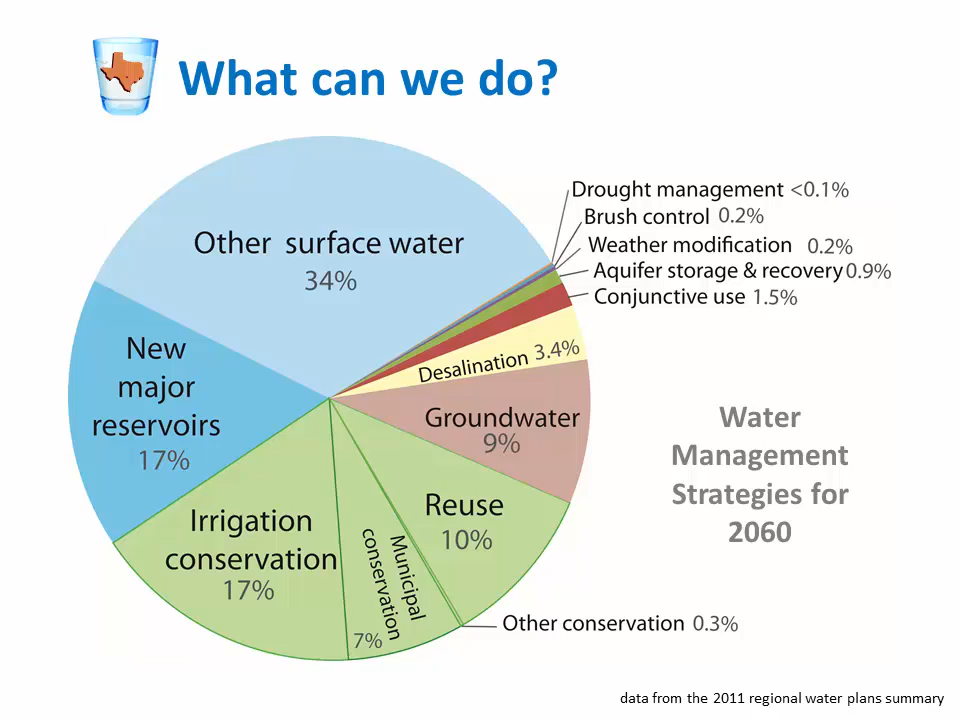 What can we do?
Drought management <0.1%
Brush control 0.2%
Weather modification 0.2%
Aquifer storage & recovery 0.9%
Conjunctive use 1.5%
Other surface water
34%
Desalination 3.4%
New
major
reservoirs
17%
Groundwater
9%
Water
Management
Strategies for
2060
Irrigation
conservation
17%
Municipal
conservation
7%
Reuse
10%
Other conservation 0.3%
data from the 2011 regional water plans summary